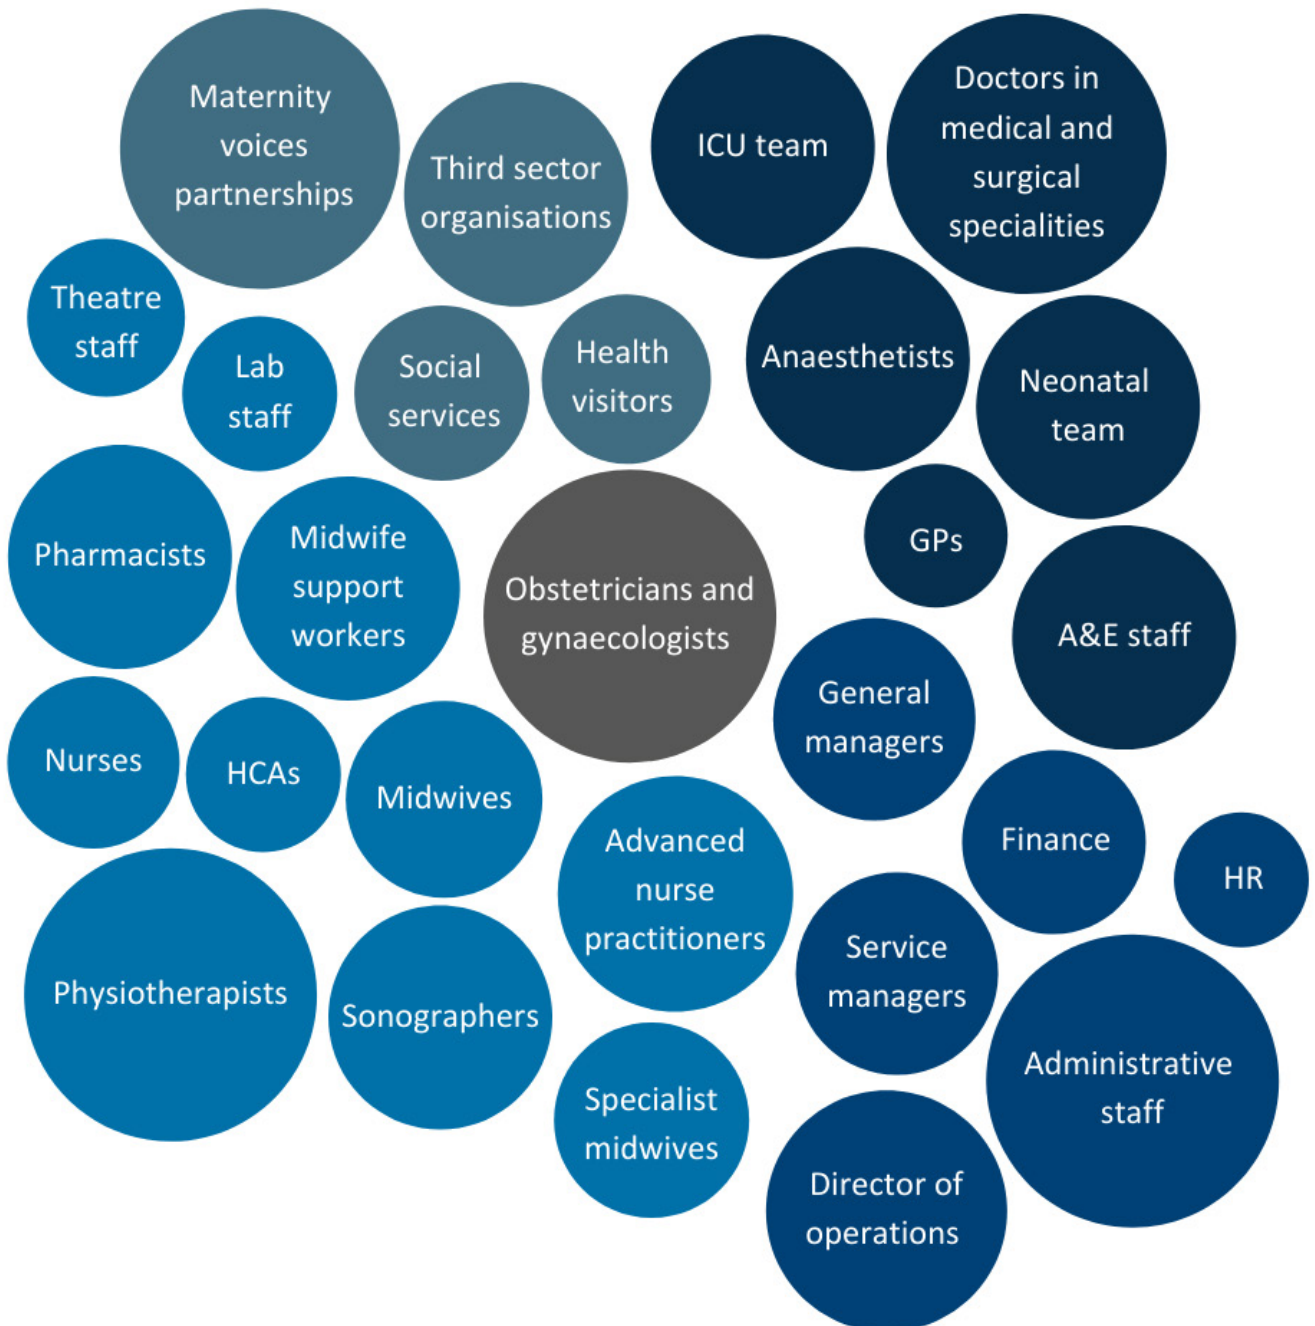 Maternity
voices
partnerships
Third sector
organisations
ICU team
Doctors in
medical and
surgical
specialities
Theatre
staff
Lab
staff
Social
services
Health
visitors
Anaesthetists
Neonatal
team
Pharmacists
Midwife
support
workers
Obstetricians and
gynaecologists
GPs
A&E staff
General
managers
Nurses
HCAs
Midwives
Advanced
nurse
practitioners
Finance
HR
Physiotherapists
Sonographers
Service
managers
Administrative
staff
Specialist
midwives
Director of
operations